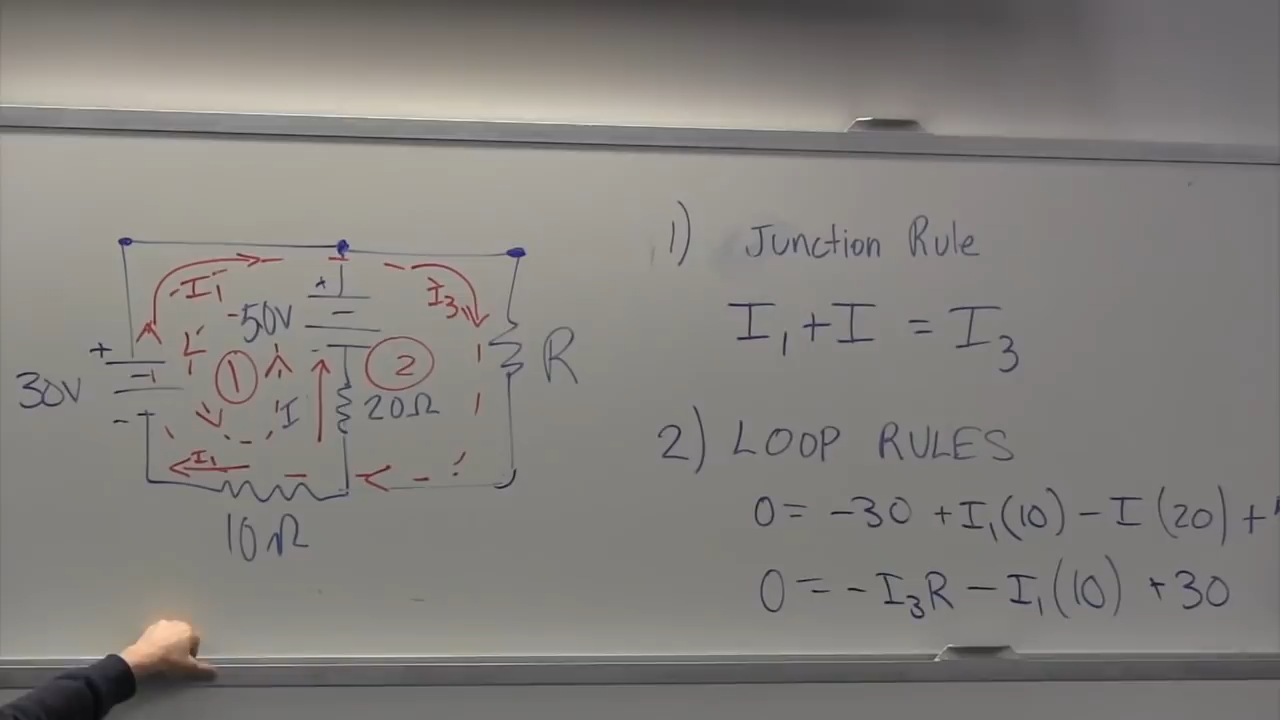 1) Junction Rule
I₁ + I = I₃
2) LOOP RULES
0 = -30 + I₁(10) - I(20) +
0 = -I₃R - I₁(10) + 30
-I₁
I₃
+
-50V
+
1
2
R
30V
-
-
I
20Ω
I₁
10Ω